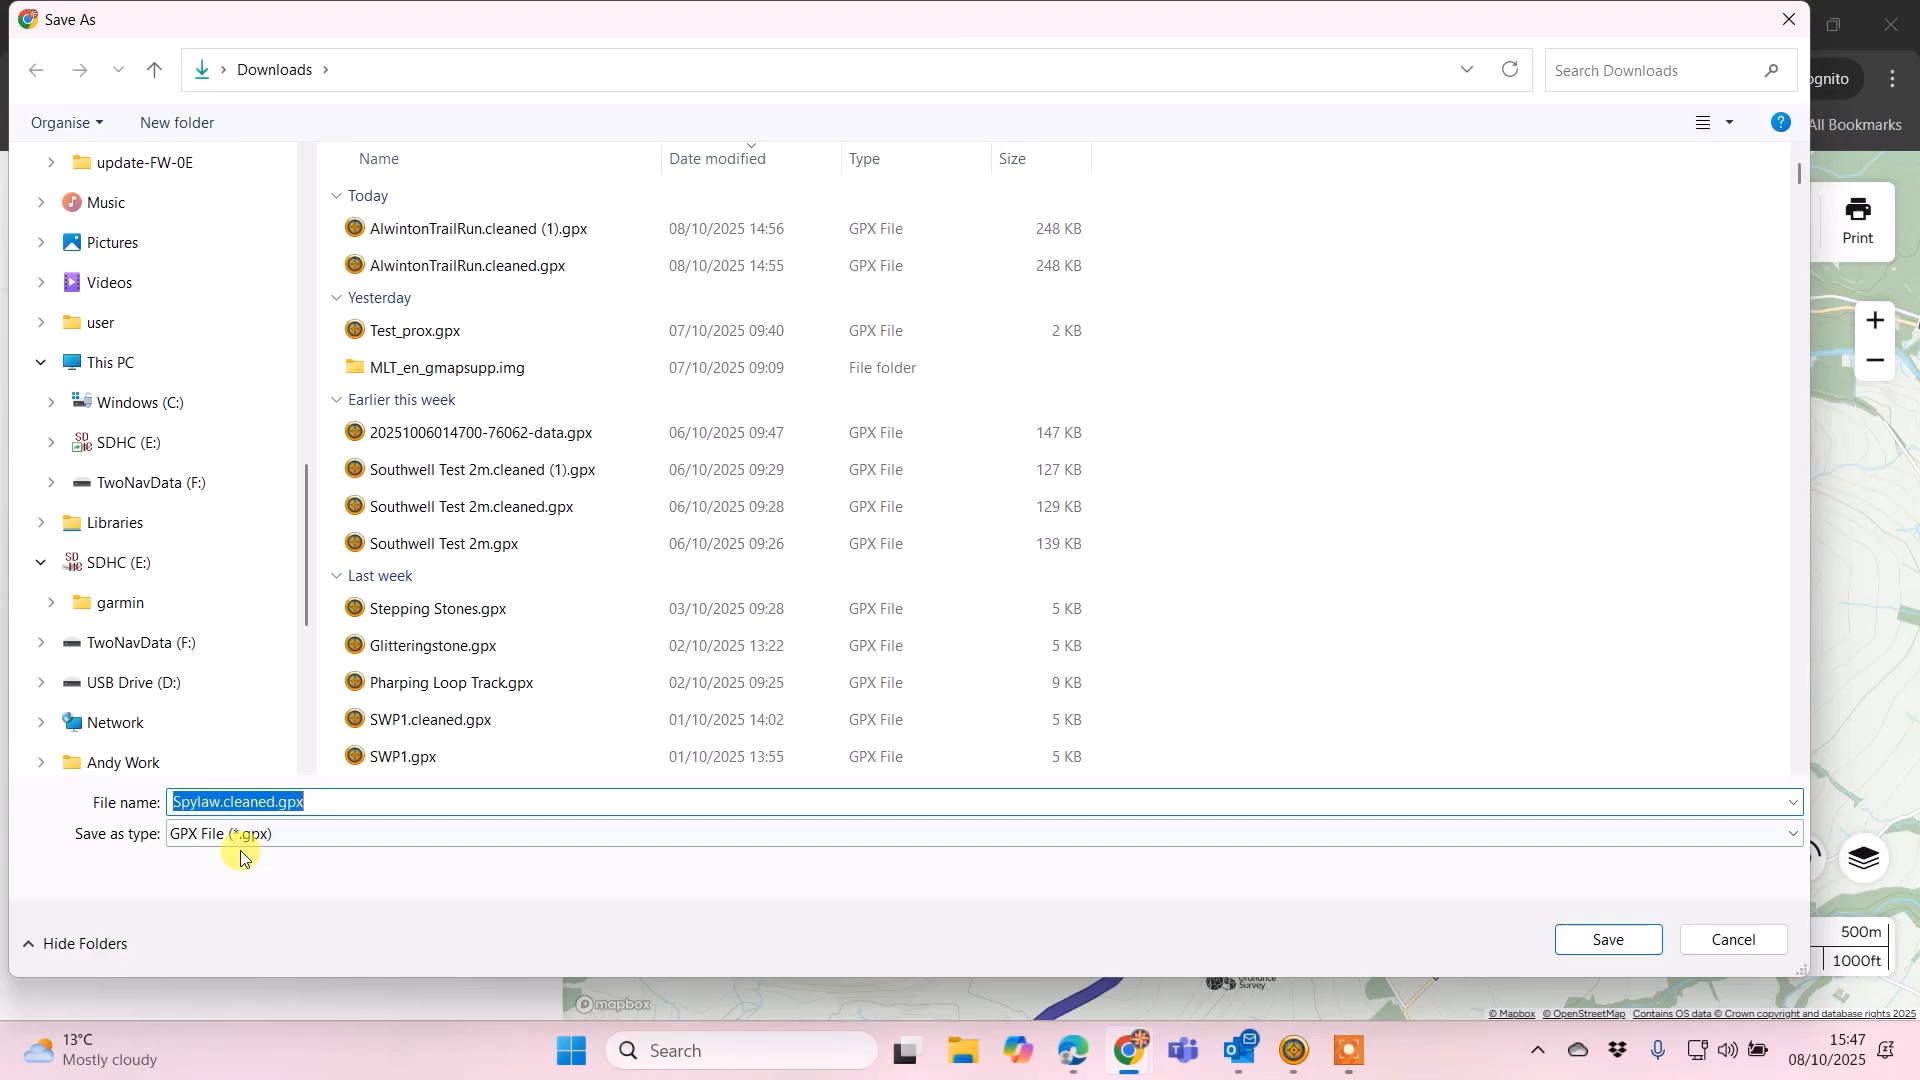 Save As
ognito
Downloads
Search Downloads
All Bookmarks
Organise
New folder
?
update-FW-0E
Music
Pictures
Videos
user
This PC
Windows (C:)
SDHC (E:)
TwoNavData (F:)
Libraries
SDHC (E:)
garmin
TwoNavData (F:)
USB Drive (D:)
Network
Andy Work
Name Date modified Type Size
Today
AlwintonTrailRun.cleaned (1).gpx 08/10/2025 14:56 GPX File 248 KB
AlwintonTrailRun.cleaned.gpx 08/10/2025 14:55 GPX File 248 KB
Yesterday
Test_prox.gpx 07/10/2025 09:40 GPX File 2 KB
MLT_en_gmapsupp.img 07/10/2025 09:09 File folder
Earlier this week
20251006014700-76062-data.gpx 06/10/2025 09:47 GPX File 147 KB
Southwell Test 2m.cleaned (1).gpx 06/10/2025 09:29 GPX File 127 KB
Southwell Test 2m.cleaned.gpx 06/10/2025 09:28 GPX File 129 KB
Southwell Test 2m.gpx 06/10/2025 09:26 GPX File 139 KB
Last week
Stepping Stones.gpx 03/10/2025 09:28 GPX File 5 KB
Glitteringstone.gpx 02/10/2025 13:22 GPX File 5 KB
Pharping Loop Track.gpx 02/10/2025 09:25 GPX File 9 KB
SWP1.cleaned.gpx 01/10/2025 14:02 GPX File 5 KB
SWP1.gpx 01/10/2025 13:55 GPX File 5 KB
Print
+
−
File name: Spylaw.cleaned.gpx
Save as type: GPX File (*.gpx)
Hide Folders
Save
Cancel
500m
1000ft
mapbox
Ordnance
Survey
© Mapbox © OpenStreetMap Contains OS data © Crown copyright and database rights 2025
13°C
Mostly cloudy
Search
15:47
08/10/2025